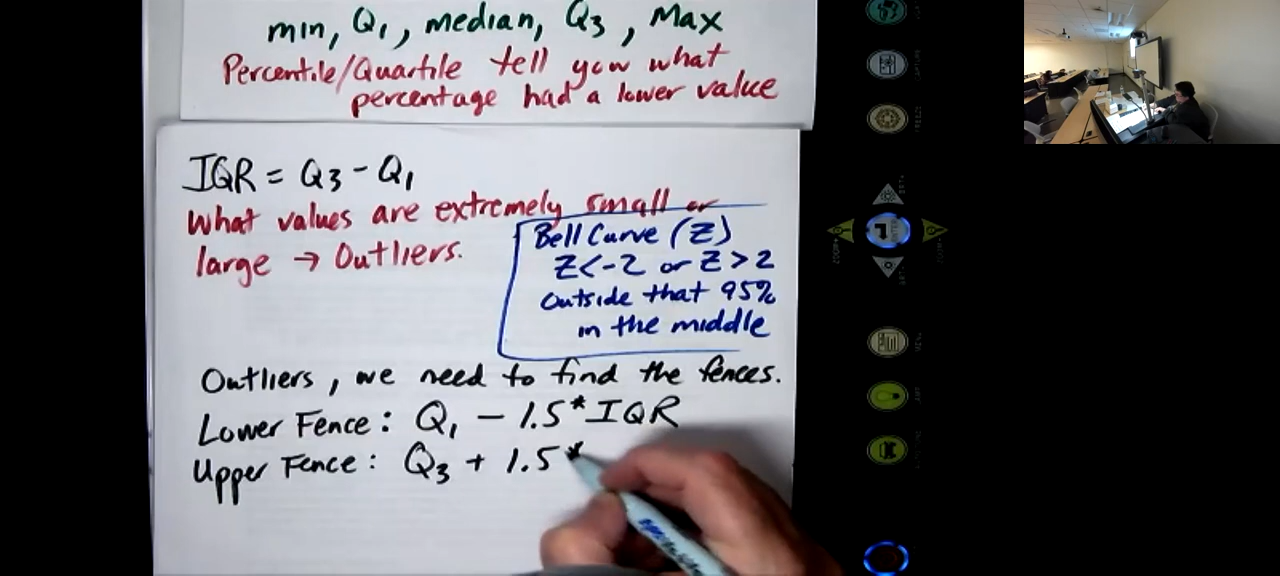 min, Q1, median, Q3, Max
Percentile/Quartile tell you what
percentage had a lower value
IQR = Q3 - Q1
What values are extremely small or
large → Outliers.
Bell Curve (Z)
Z<-2 or Z>2
outside that 95%
in the middle
Outliers, we need to find the fences.
Lower Fence: Q1 - 1.5*IQR
Upper Fence: Q3 + 1.5*